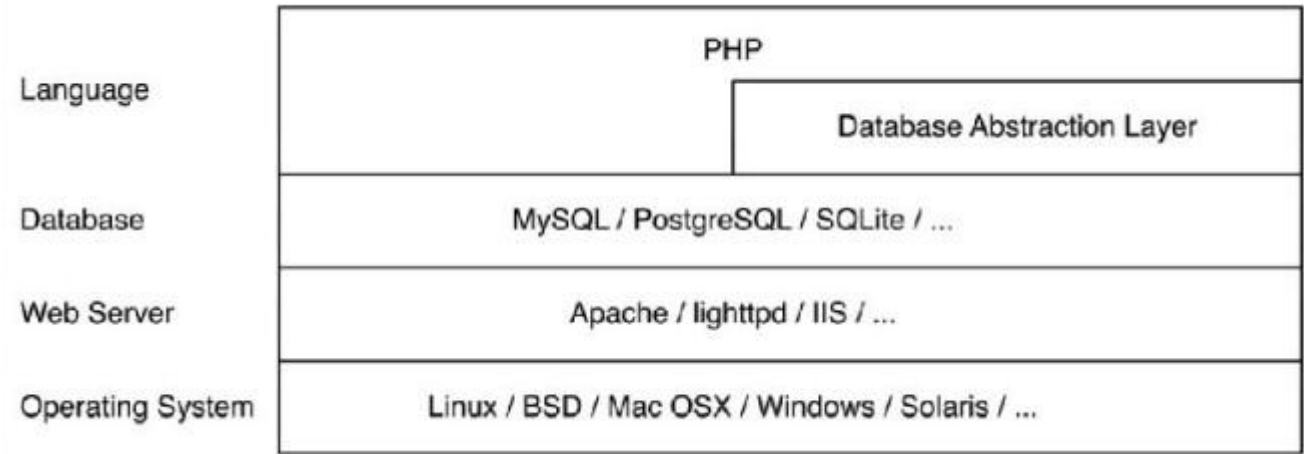 PHP
Language
Database Abstraction Layer
Database
MySQL / PostgreSQL / SQLite / ...
Web Server
Apache / lighttpd / IIS / ...
Operating System
Linux / BSD / Mac OSX / Windows / Solaris / ...